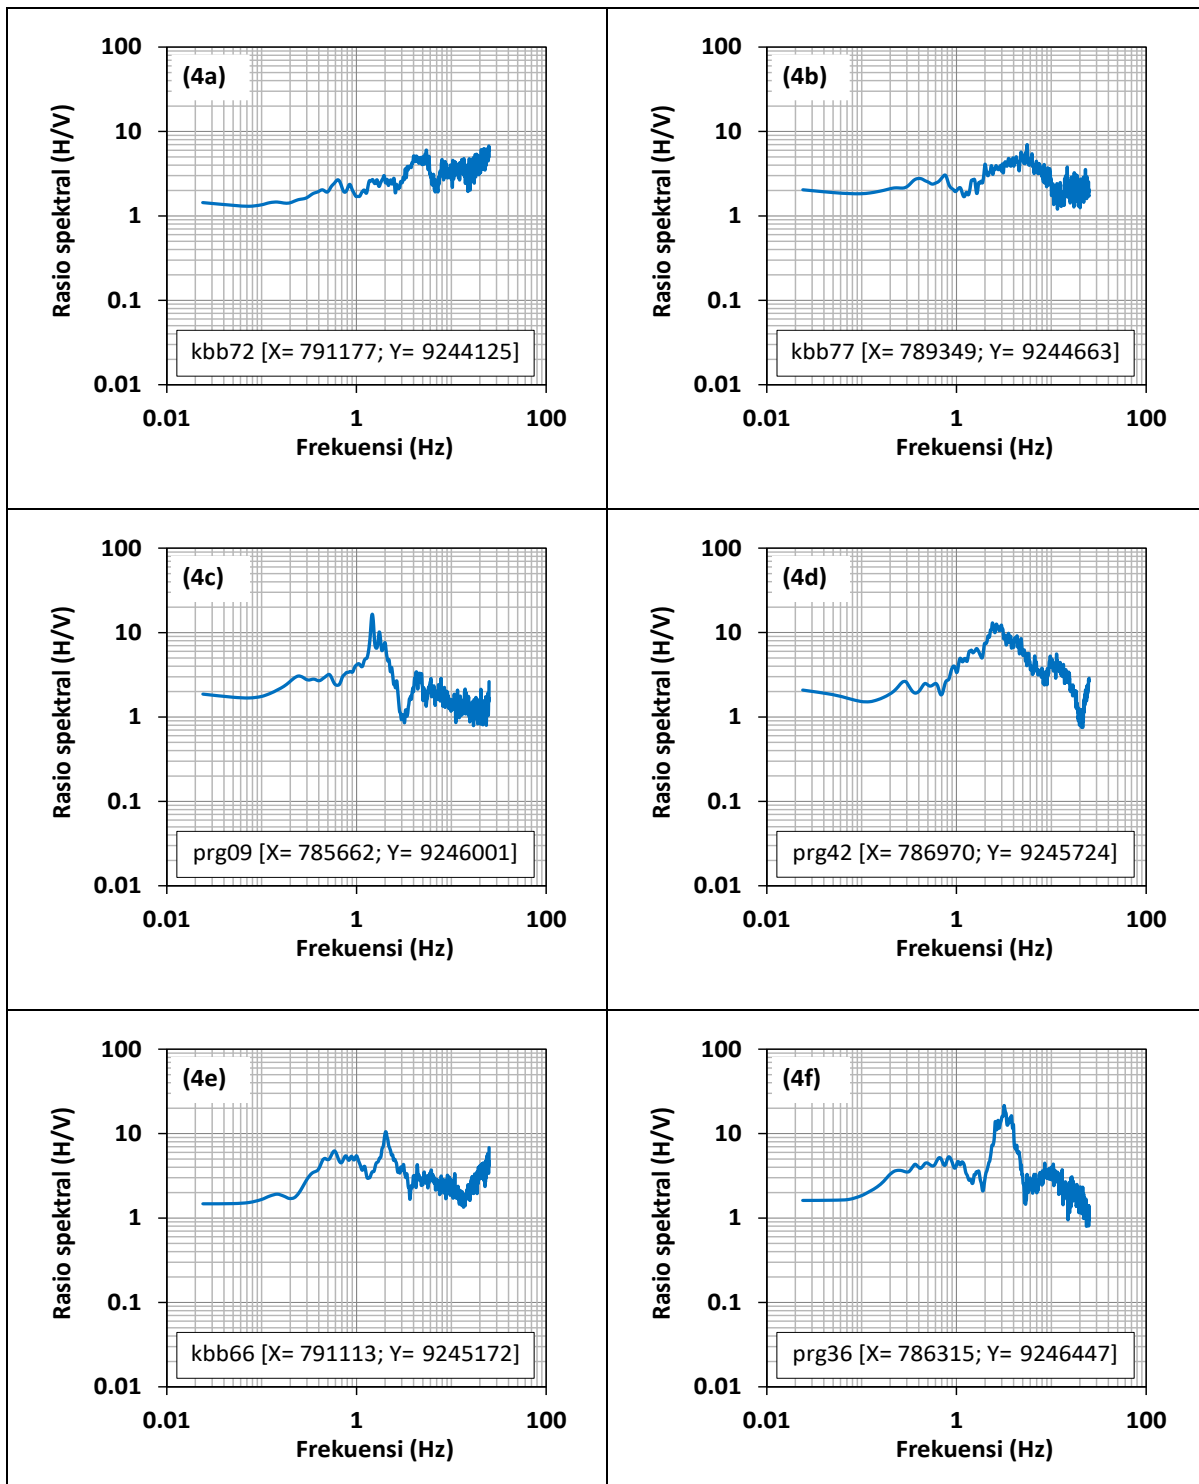 (4a)
Rasio spektral (H/V)
100
10
1
0.1
0.01
kbb72 [X= 791177; Y= 9244125]
0.01 1 100
Frekuensi (Hz)
(4b)
Rasio spektral (H/V)
100
10
1
0.1
0.01
kbb77 [X= 789349; Y= 9244663]
0.01 1 100
Frekuensi (Hz)
(4c)
Rasio spektral (H/V)
100
10
1
0.1
0.01
prg09 [X= 785662; Y= 9246001]
0.01 1 100
Frekuensi (Hz)
(4d)
Rasio spektral (H/V)
100
10
1
0.1
0.01
prg42 [X= 786970; Y= 9245724]
0.01 1 100
Frekuensi (Hz)
(4e)
Rasio spektral (H/V)
100
10
1
0.1
0.01
kbb66 [X= 791113; Y= 9245172]
0.01 1 100
Frekuensi (Hz)
(4f)
Rasio spektral (H/V)
100
10
1
0.1
0.01
prg36 [X= 786315; Y= 9246447]
0.01 1 100
Frekuensi (Hz)